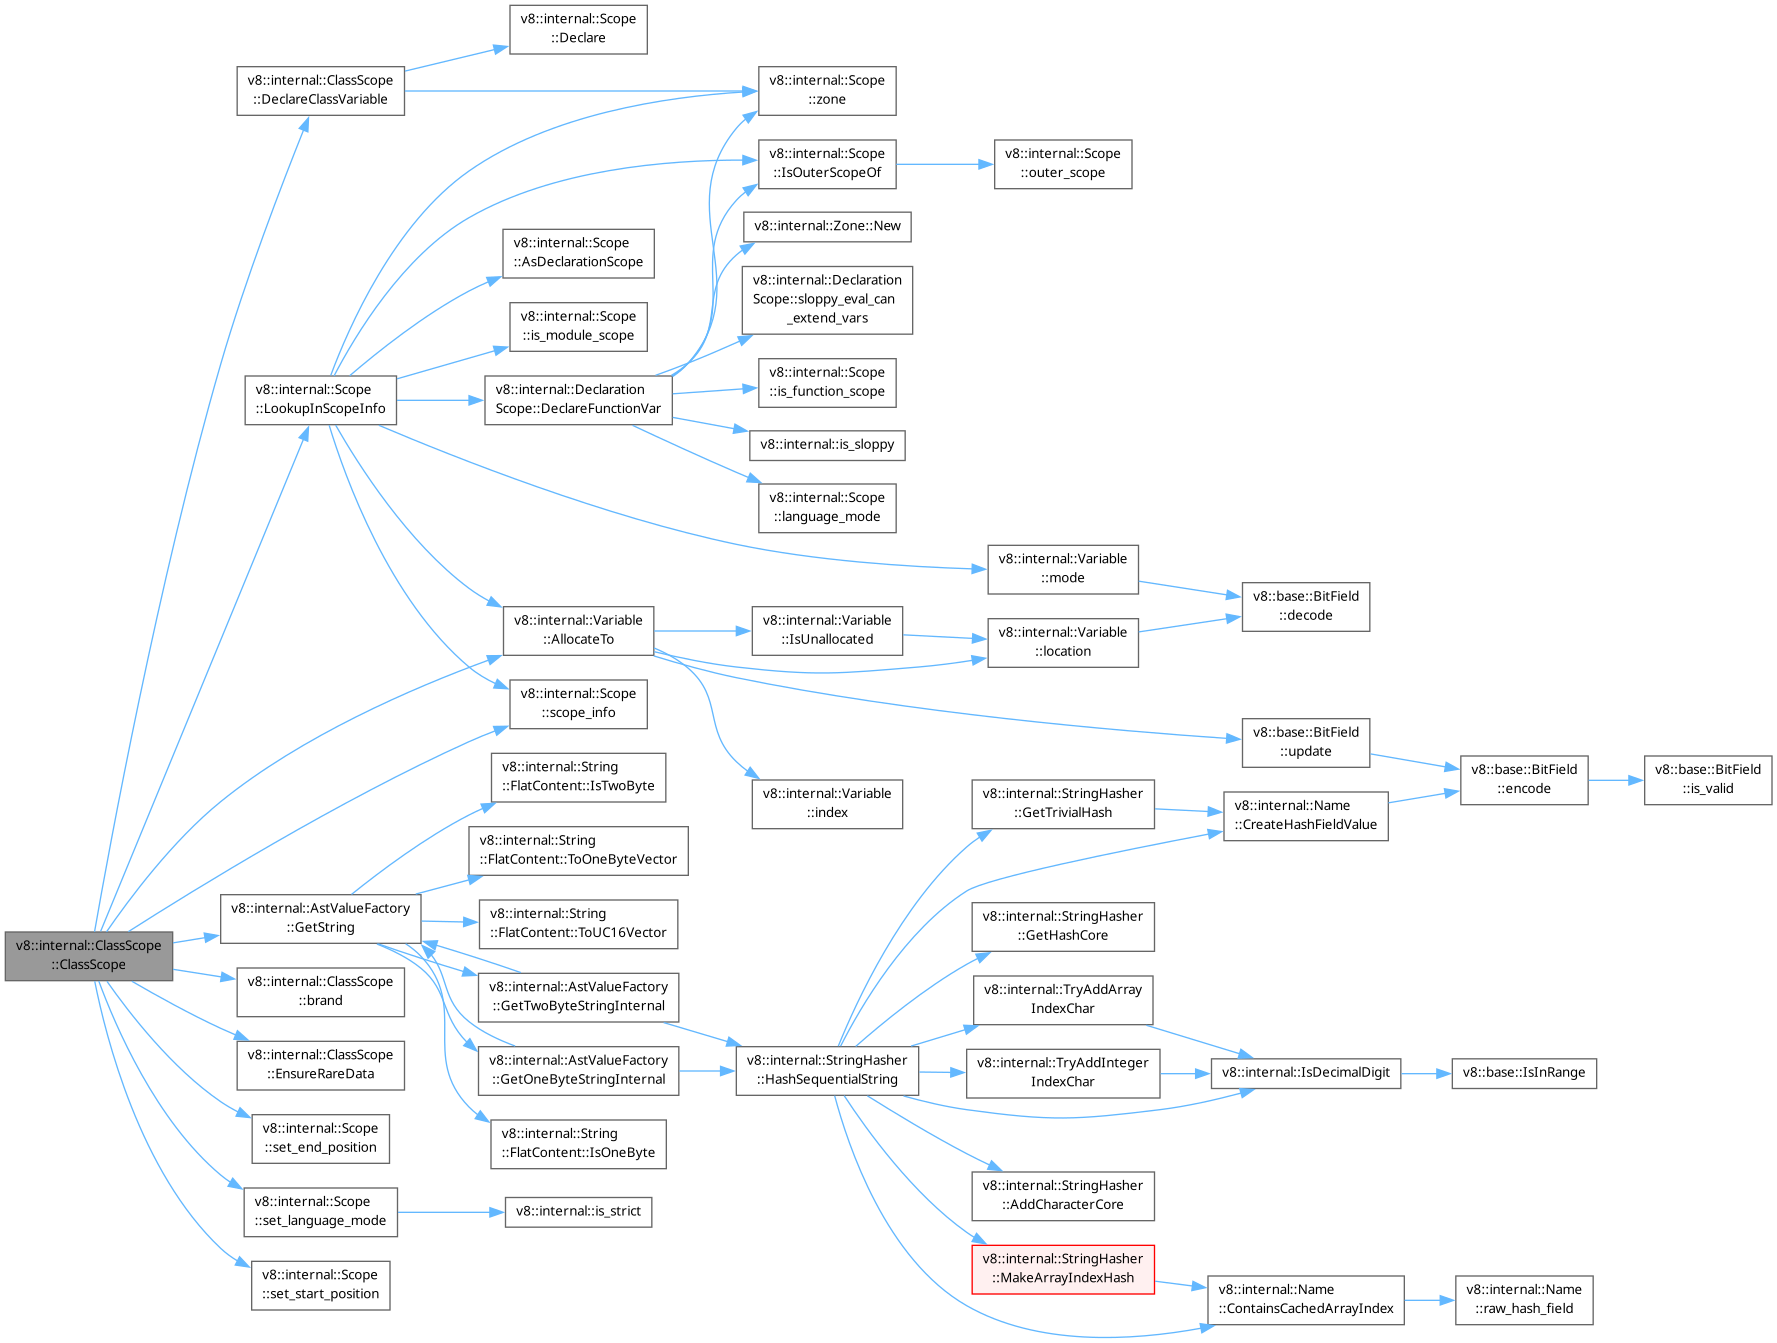 v8::internal::Scope
::Declare
v8::internal::ClassScope
::DeclareClassVariable
v8::internal::Scope
::zone
v8::internal::Scope
::IsOuterScopeOf
v8::internal::Scope
::outer_scope
v8::internal::Zone::New
v8::internal::Scope
::AsDeclarationScope
v8::internal::Declaration
Scope::sloppy_eval_can
_extend_vars
v8::internal::Scope
::is_module_scope
v8::internal::Scope
::is_function_scope
v8::internal::Scope
::LookupInScopeInfo
v8::internal::Declaration
Scope::DeclareFunctionVar
v8::internal::is_sloppy
v8::internal::Scope
::language_mode
v8::internal::Variable
::mode
v8::base::BitField
::decode
v8::internal::Variable
::AllocateTo
v8::internal::Variable
::IsUnallocated
v8::internal::Variable
::location
v8::internal::Scope
::scope_info
v8::base::BitField
::update
v8::internal::String
::FlatContent::IsTwoByte
v8::internal::Variable
::index
v8::internal::StringHasher
::GetTrivialHash
v8::internal::Name
::CreateHashFieldValue
v8::base::BitField
::encode
v8::base::BitField
::is_valid
v8::internal::String
::FlatContent::ToOneByteVector
v8::internal::AstValueFactory
::GetString
v8::internal::String
::FlatContent::ToUC16Vector
v8::internal::StringHasher
::GetHashCore
v8::internal::ClassScope
::ClassScope
v8::internal::ClassScope
::brand
v8::internal::AstValueFactory
::GetTwoByteStringInternal
v8::internal::TryAddArray
IndexChar
v8::internal::ClassScope
::EnsureRareData
v8::internal::AstValueFactory
::GetOneByteStringInternal
v8::internal::StringHasher
::HashSequentialString
v8::internal::TryAddInteger
IndexChar
v8::internal::IsDecimalDigit
v8::base::IsInRange
v8::internal::Scope
::set_end_position
v8::internal::String
::FlatContent::IsOneByte
v8::internal::StringHasher
::AddCharacterCore
v8::internal::Scope
::set_language_mode
v8::internal::is_strict
v8::internal::StringHasher
::MakeArrayIndexHash
v8::internal::Scope
::set_start_position
v8::internal::Name
::ContainsCachedArrayIndex
v8::internal::Name
::raw_hash_field